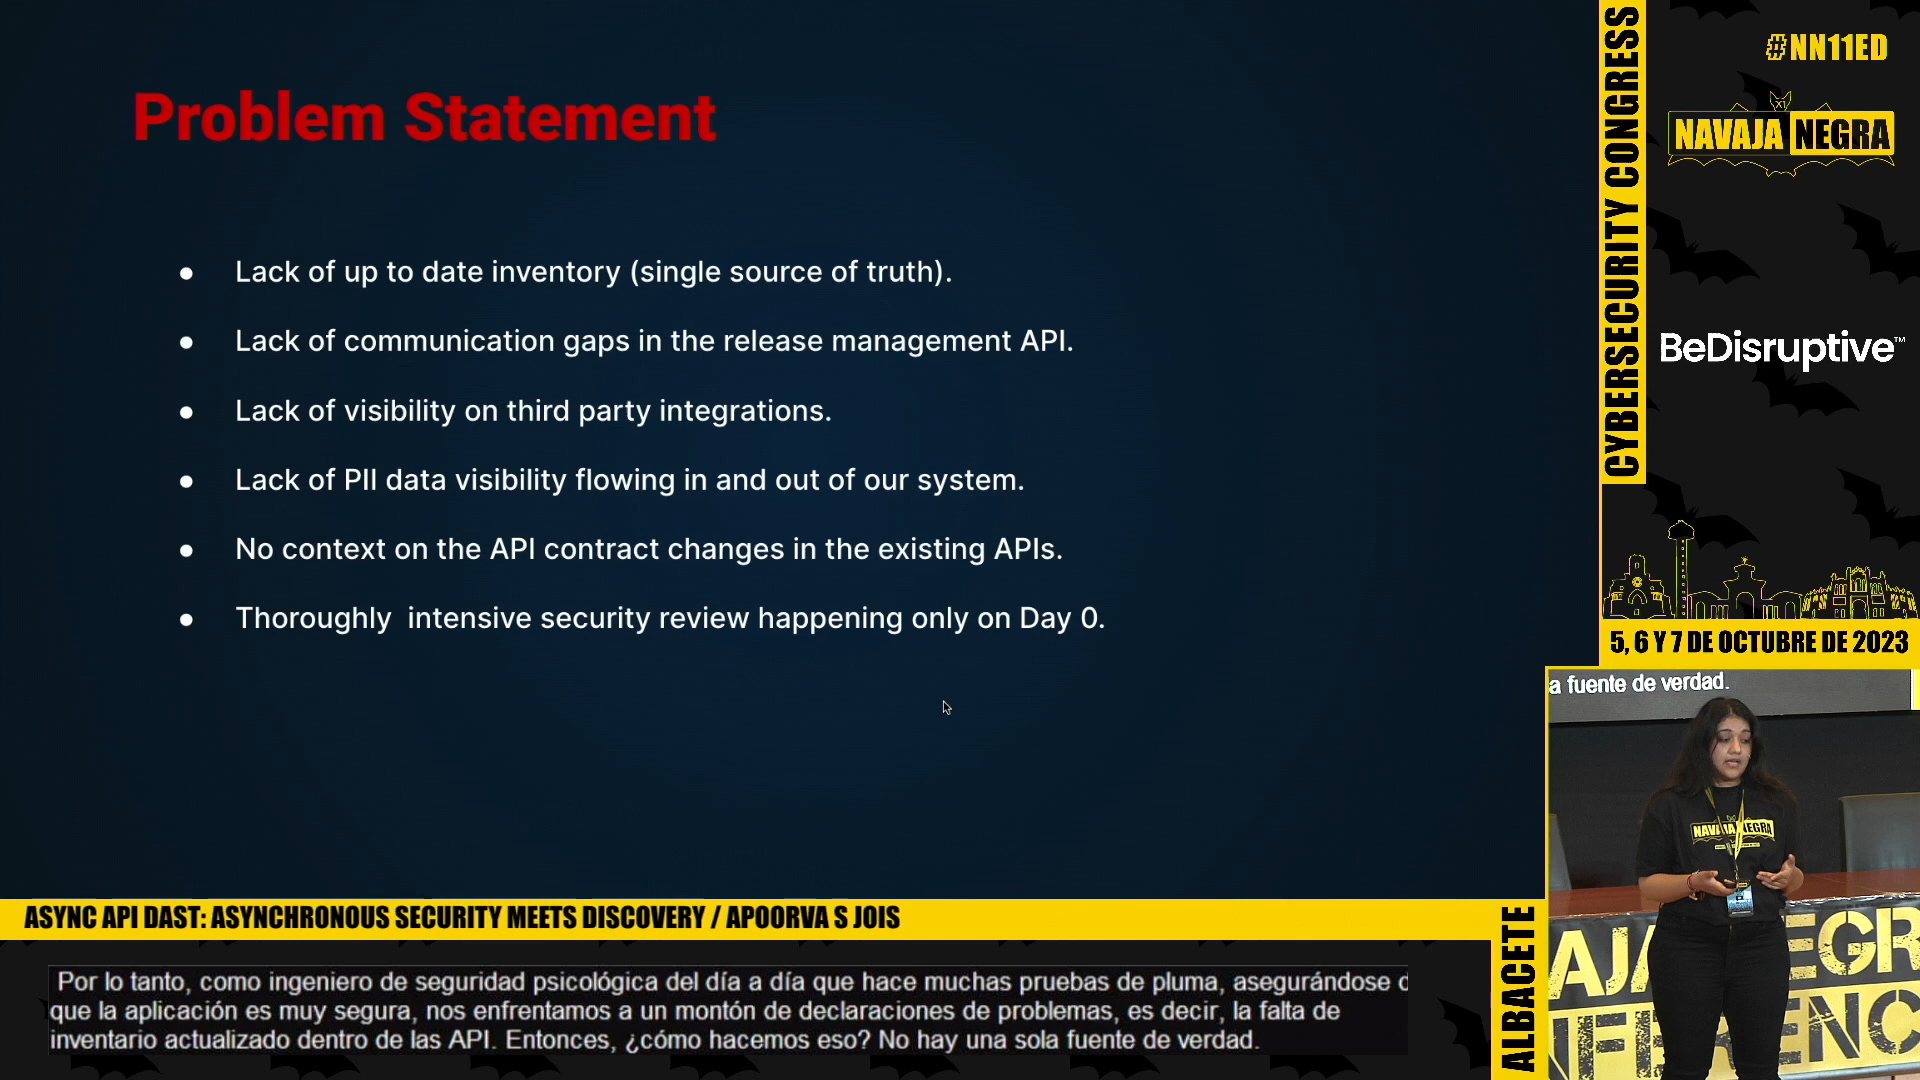 Problem Statement
● Lack of up to date inventory (single source of truth).
● Lack of communication gaps in the release management API.
● Lack of visibility on third party integrations.
● Lack of PII data visibility flowing in and out of our system.
● No context on the API contract changes in the existing APIs.
● Thoroughly  intensive security review happening only on Day 0.
CYBERSECURITY CONGRESS
#NN11ED
XI
NAVAJA NEGRA
BeDisruptive™
5, 6 Y 7 DE OCTUBRE DE 2023
a fuente de verdad.
NAVAJA NEGRA
ASYNC API DAST: ASYNCHRONOUS SECURITY MEETS DISCOVERY / APOORVA S JOIS
Por lo tanto, como ingeniero de seguridad psicológica del día a día que hace muchas pruebas de pluma, asegurándose
que la aplicación es muy segura, nos enfrentamos a un montón de declaraciones de problemas, es decir, la falta de
inventario actualizado dentro de las API. Entonces, ¿cómo hacemos eso? No hay una sola fuente de verdad.
ALBACETE